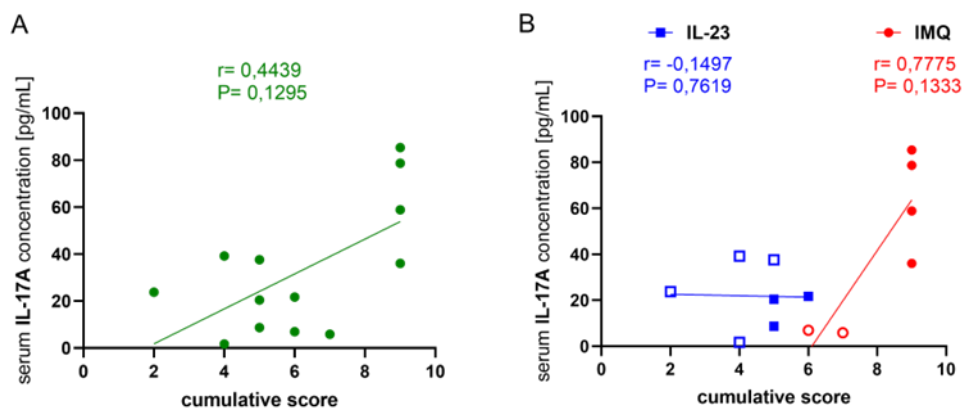 A
r= 0,4439
P= 0,1295
serum IL-17A concentration [pg/mL]
100
80
60
40
20
0
0 2 4 6 8 10
cumulative score
B
IL-23
IMQ
r= -0,1497
P= 0,7619
r= 0,7775
P= 0,1333
serum IL-17A concentration [pg/mL]
100
80
60
40
20
0
0 2 4 6 8 10
cumulative score